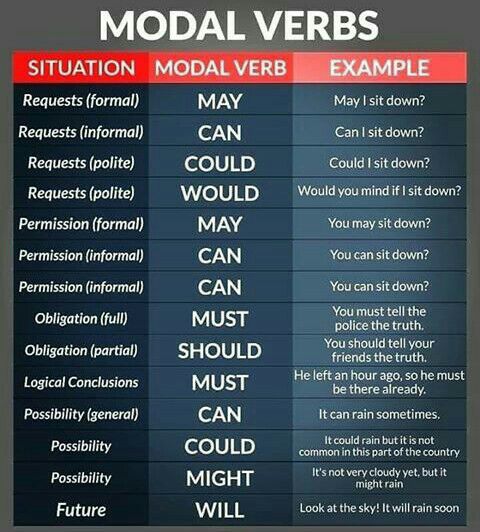 MODAL VERBS
SITUATION MODAL VERB EXAMPLE
Requests (formal) MAY May I sit down?
Requests (informal) CAN Can I sit down?
Requests (polite) COULD Could I sit down?
Requests (polite) WOULD Would you mind if I sit down?
Permission (formal) MAY You may sit down?
Permission (informal) CAN You can sit down?
Permission (informal) CAN You can sit down?
Obligation (full) MUST You must tell the
police the truth.
Obligation (partial) SHOULD You should tell your
friends the truth.
Logical Conclusions MUST He left an hour ago, so he must
be there already.
Possibility (general) CAN It can rain sometimes.
Possibility COULD It could rain but it is not
common in this part of the country
Possibility MIGHT It's not very cloudy yet, but it
might rain
Future WILL Look at the sky! It will rain soon